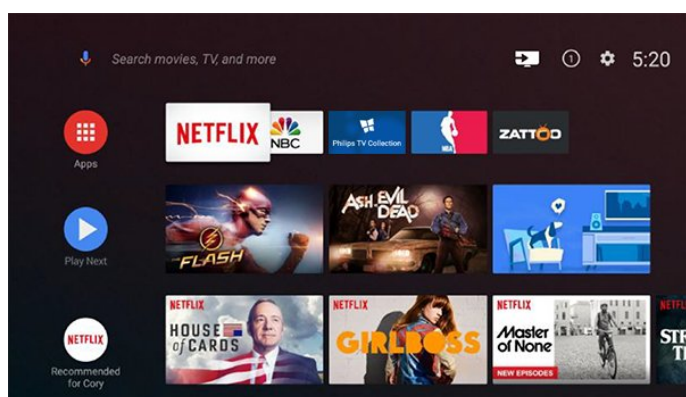 Search movies, TV, and more
1
5:20
Apps
NETFLIX
NBC
Philips TV Collection
NBA
ZATTOO
Play Next
FLASH
ASH vs EVIL DEAD
NETFLIX
Recommended
for Cory
NETFLIX
HOUSE
of CARDS
NETFLIX
GIRLBOSS
NETFLIX
Master
of None
NEW EPISODES